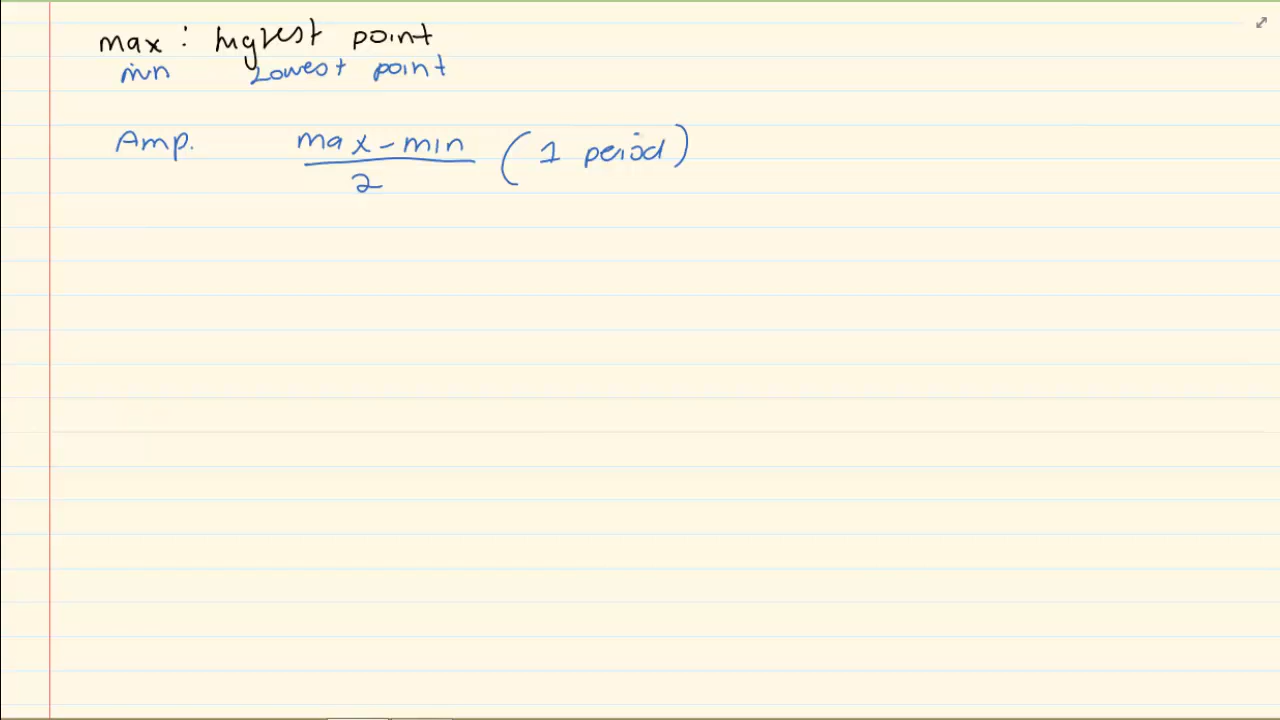 max : highest point
min Lowest point
Amp. max - min ( 1 period )
2